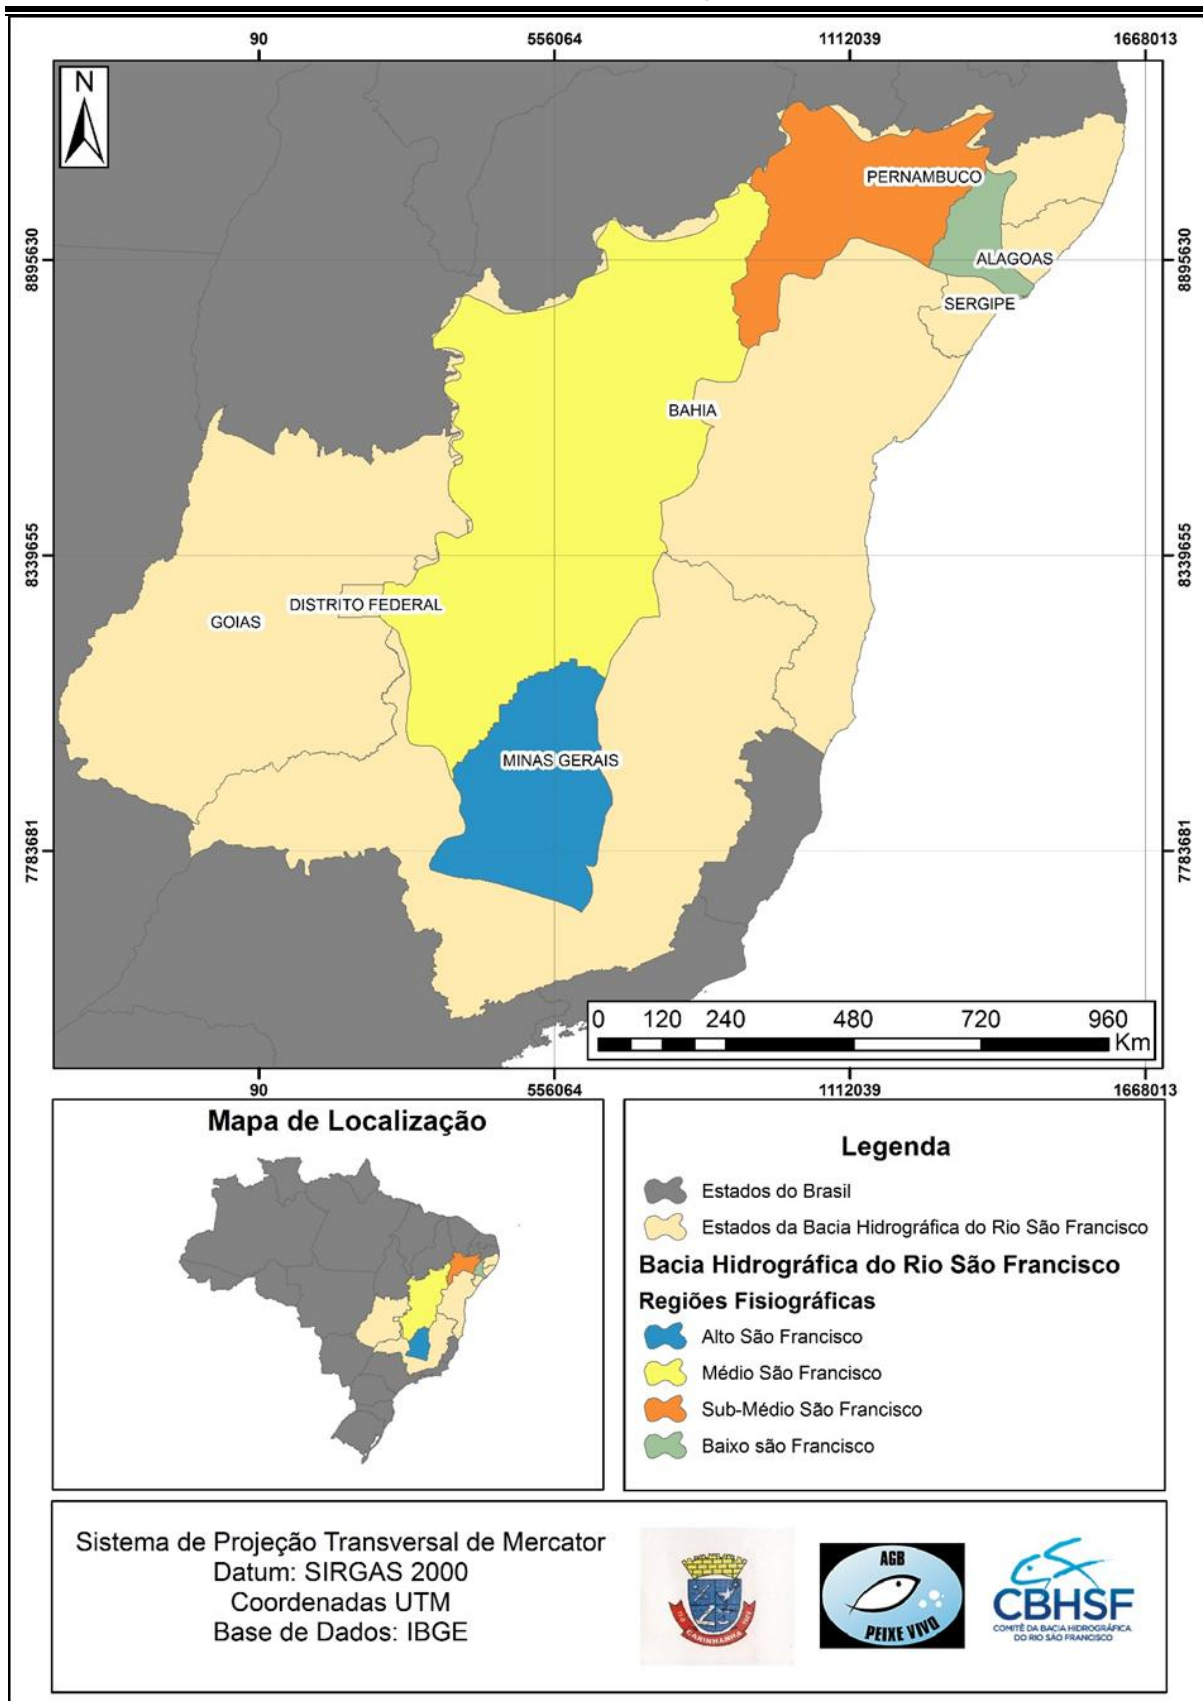 90 556064 1112039 1668013
N
PERNAMBUCO
8895630 8895630
ALAGOAS
SERGIPE
BAHIA
8339655 8339655
DISTRITO FEDERAL
GOIAS
MINAS GERAIS
7783681 7783681
0 120 240 480 720 960
Km
90 556064 1112039 1668013
Mapa de Localização
Legenda
Estados do Brasil
Estados da Bacia Hidrográfica do Rio São Francisco
Bacia Hidrográfica do Rio São Francisco
Regiões Fisiográficas
Alto São Francisco
Médio São Francisco
Sub-Médio São Francisco
Baixo são Francisco
Sistema de Projeção Transversal de Mercator
Datum: SIRGAS 2000
Coordenadas UTM
Base de Dados: IBGE
CARINHANHA
AGB
PEIXE VIVO
CBHSF
COMITÊ DA BACIA HIDROGRÁFICA
DO RIO SÃO FRANCISCO